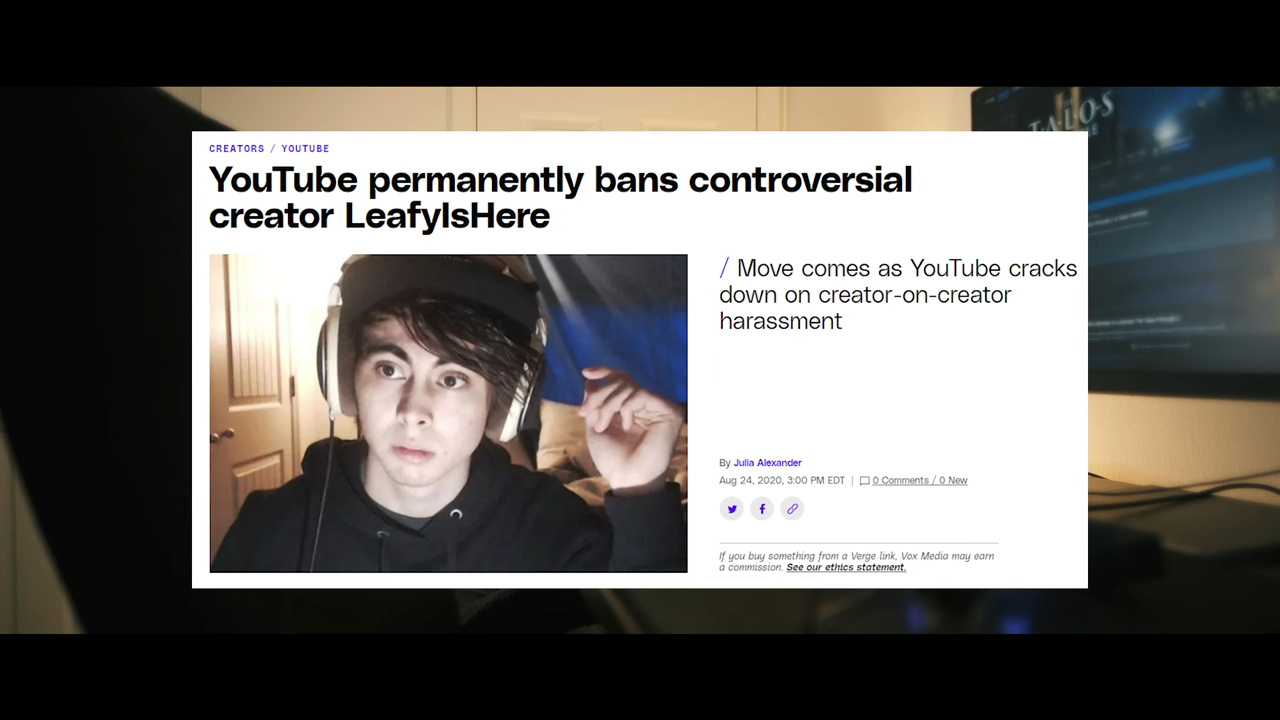 TALOS
CREATORS / YOUTUBE
YouTube permanently bans controversial
creator LeafyIsHere
/ Move comes as YouTube cracks
down on creator-on-creator
harassment
By Julia Alexander
Aug 24, 2020, 3:00 PM EDT | 0 Comments / 0 New
If you buy something from a Verge link, Vox Media may earn
a commission. See our ethics statement.